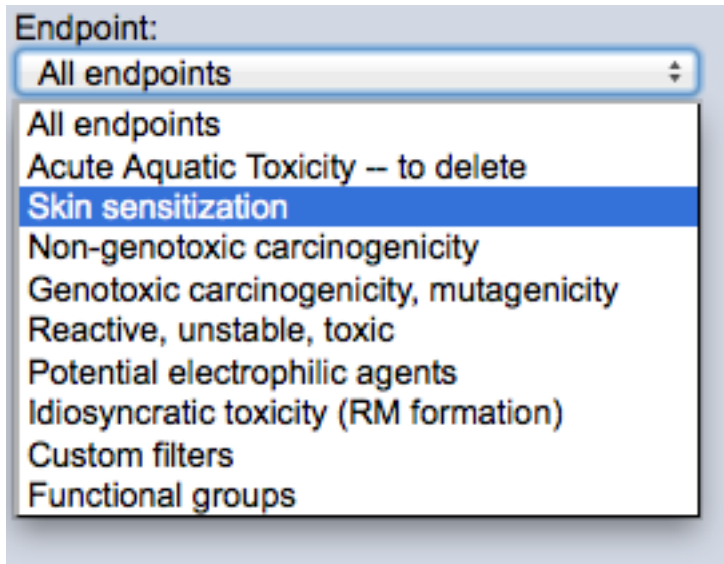 Endpoint:
All endpoints
All endpoints
Acute Aquatic Toxicity -- to delete
Skin sensitization
Non-genotoxic carcinogenicity
Genotoxic carcinogenicity, mutagenicity
Reactive, unstable, toxic
Potential electrophilic agents
Idiosyncratic toxicity (RM formation)
Custom filters
Functional groups